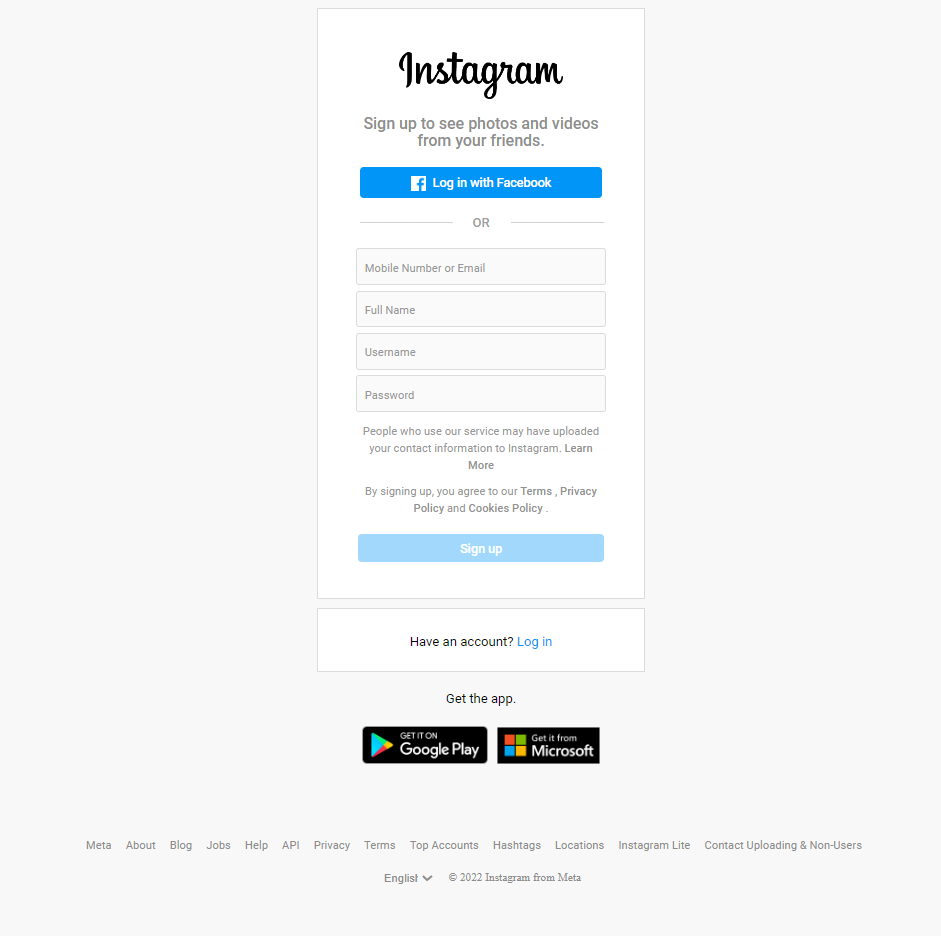 Instagram
Sign up to see photos and videos
from your friends.
Log in with Facebook
OR
Mobile Number or Email
Full Name
Username
Password
People who use our service may have uploaded
your contact information to Instagram. Learn
More
By signing up, you agree to our Terms , Privacy
Policy and Cookies Policy .
Sign up
Have an account? Log in
Get the app.
GET IT ON
Google Play
Get it from
Microsoft
Meta About Blog Jobs Help API Privacy Terms Top Accounts Hashtags Locations Instagram Lite Contact Uploading & Non-Users
English © 2022 Instagram from Meta